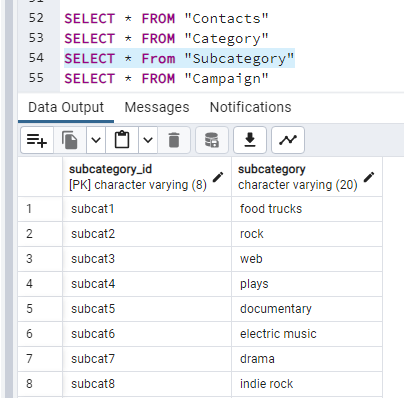 52 SELECT * FROM "Contacts"
53 SELECT * FROM "Category"
54 SELECT * From "Subcategory"
55 SELECT * FROM "Campaign"
Data Output Messages Notifications
subcategory_id subcategory
[PK] character varying (8) character varying (20)
1 subcat1 food trucks
2 subcat2 rock
3 subcat3 web
4 subcat4 plays
5 subcat5 documentary
6 subcat6 electric music
7 subcat7 drama
8 subcat8 indie rock